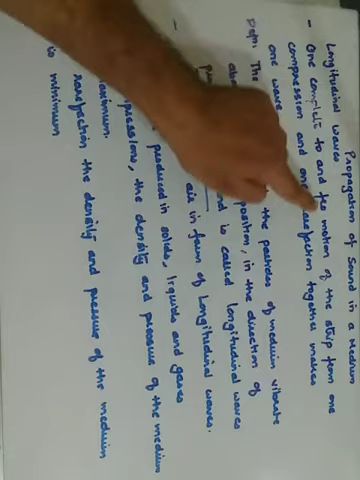 Propagation of Sound in a Medium
Longitudinal waves
- One complete to and fro motion of the strip from one
compression and one rarefaction together makes
one wave
Defn: The the particles of medium vibrate
position, in the direction of
is called longitudinal waves
- air in form of longitudinal waves.
produced in solids, liquids and gases
the density and pressure of the medium
rarefaction the density and pressure of the medium
is minimum